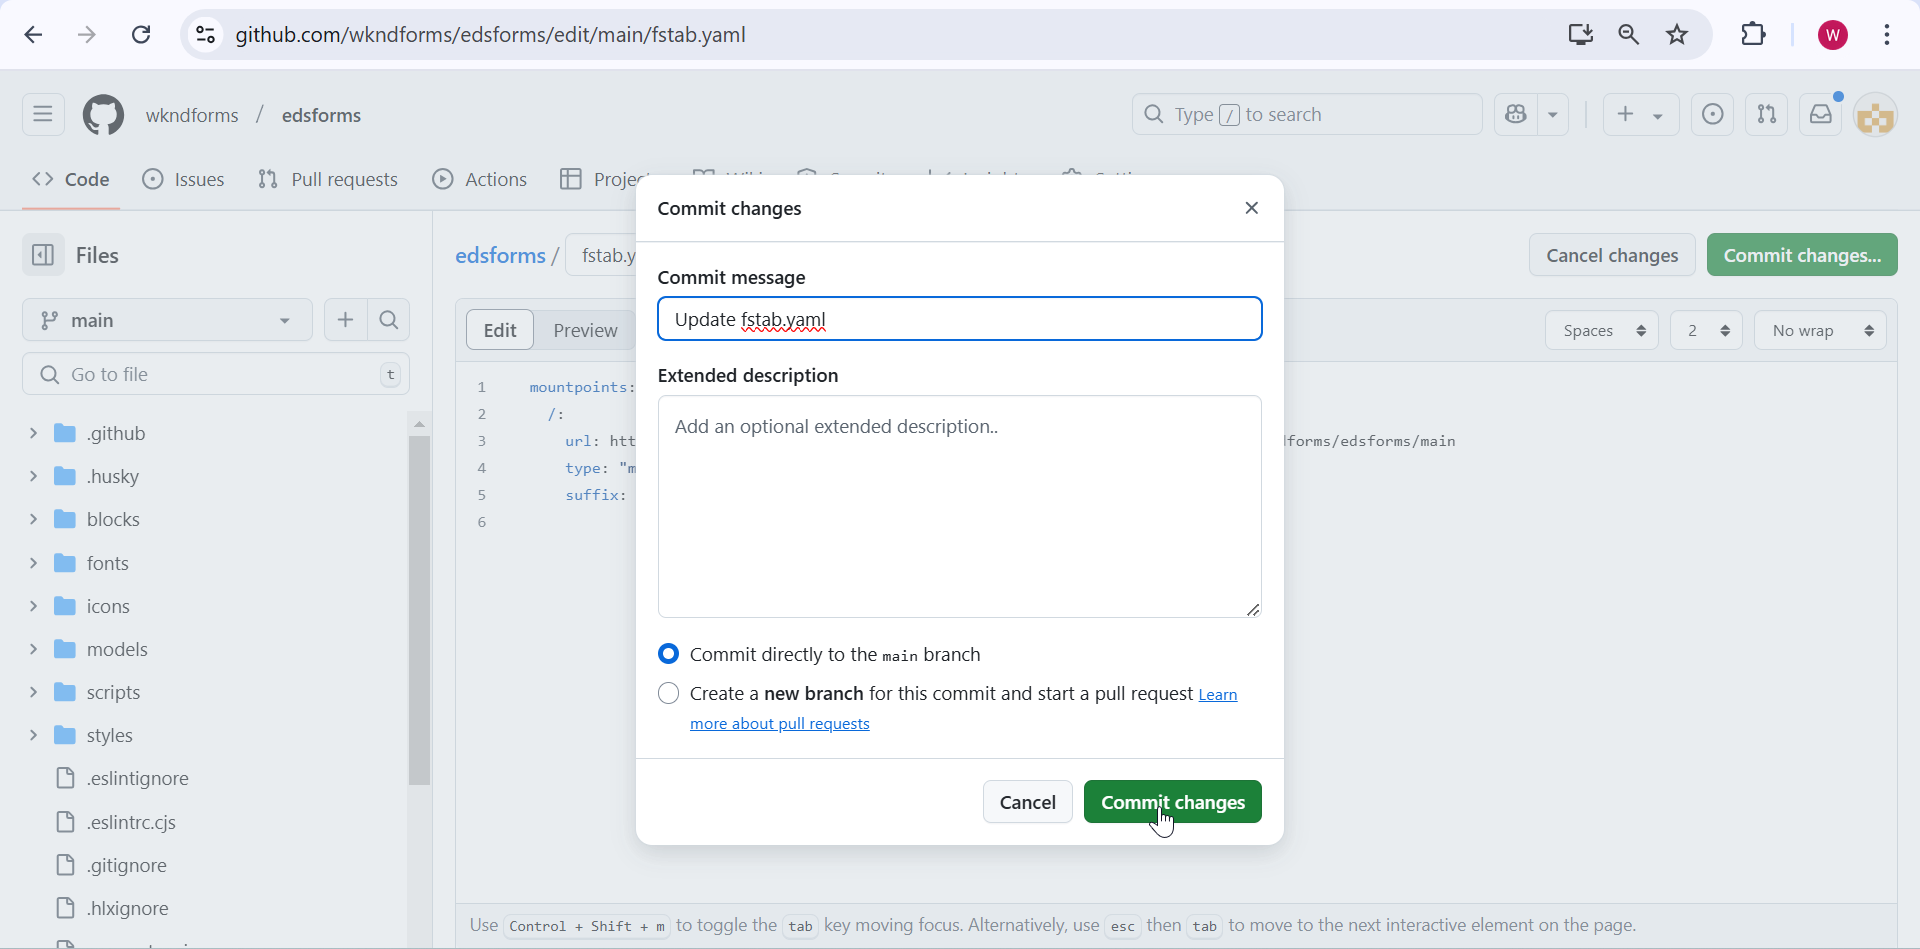 github.com/wkndforms/edsforms/edit/main/fstab.yaml
W
wkndforms / edsforms
Type / to search
Code
Issues
Pull requests
Actions
Files
edsforms /
Cancel changes
Commit changes...
main
Go to file
t
Edit
Preview
Spaces
2
No wrap
1 mountpoints:
2 /:
3 url:
forms/edsforms/main
4 type:
5 suffix:
6
.github
.husky
blocks
fonts
icons
models
scripts
styles
.eslintignore
.eslintrc.cjs
.gitignore
.hlxignore
Commit changes
Commit message
Update fstab.yaml
Extended description
Add an optional extended description..
Commit directly to the main branch
Create a new branch for this commit and start a pull request Learn
more about pull requests
Cancel
Commit changes
Use Control + Shift + m to toggle the tab key moving focus. Alternatively, use esc then tab to move to the next interactive element on the page.